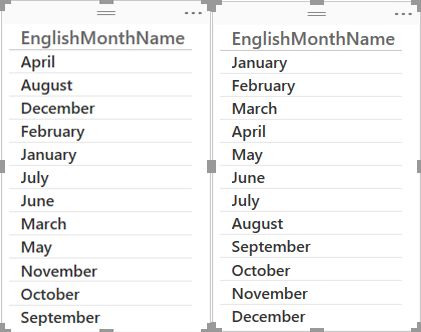 EnglishMonthName
April
August
December
February
January
July
June
March
May
November
October
September
EnglishMonthName
January
February
March
April
May
June
July
August
September
October
November
December